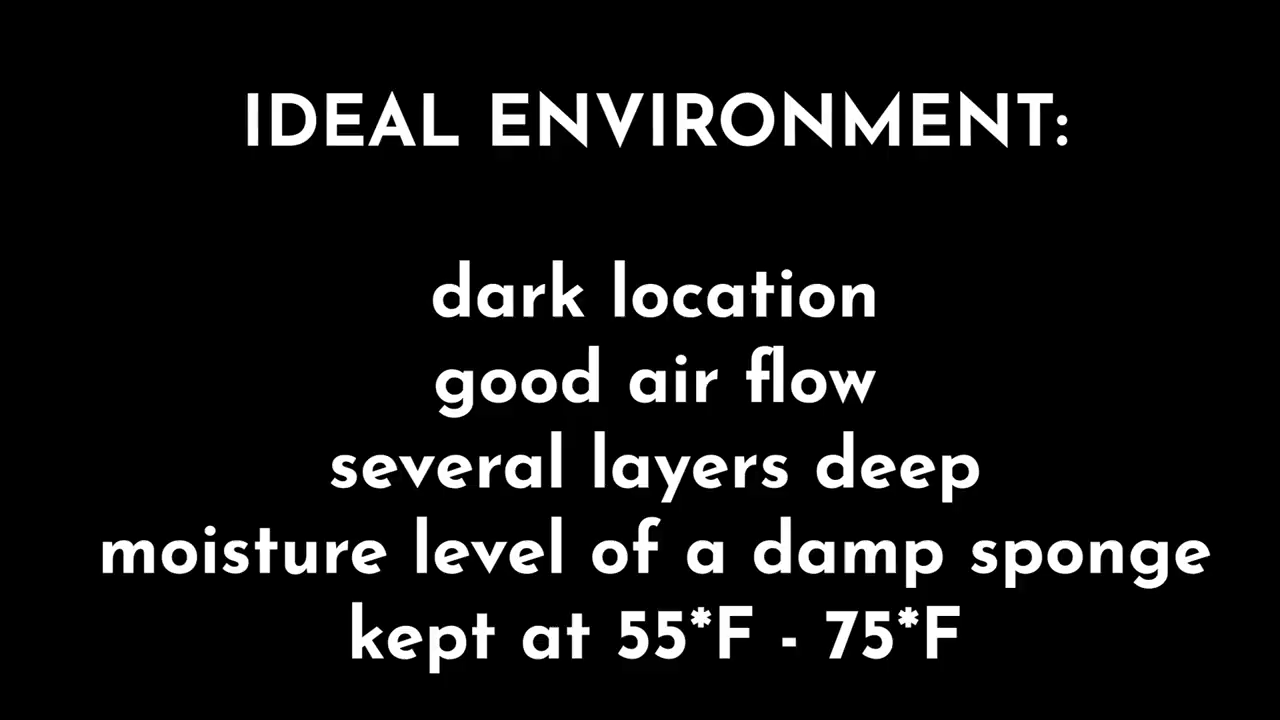 IDEAL ENVIRONMENT:
dark location
good air flow
several layers deep
moisture level of a damp sponge
kept at 55*F - 75*F